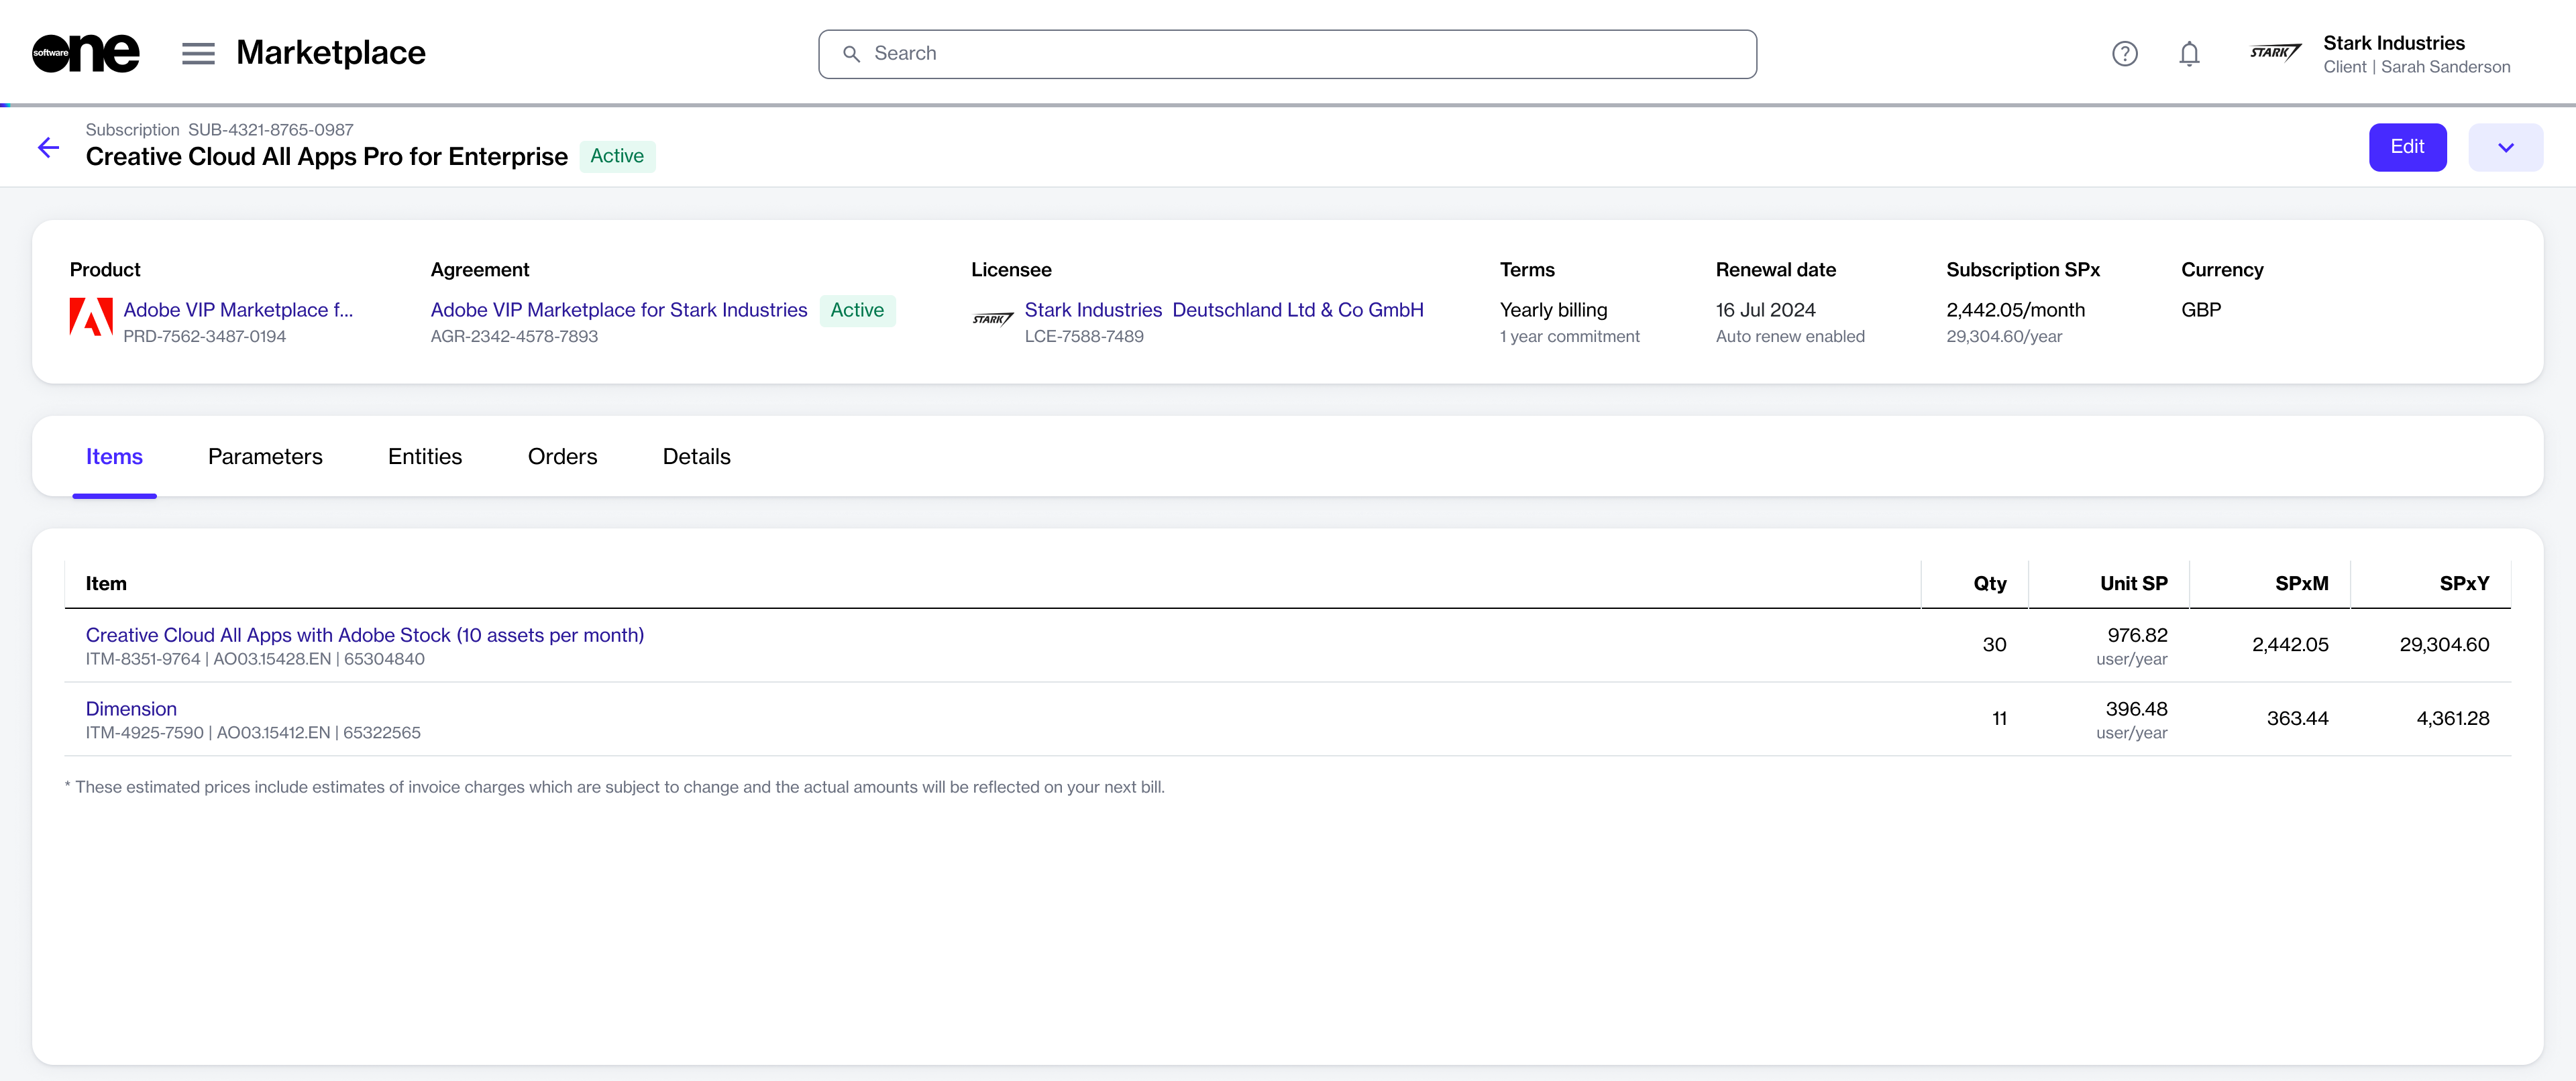 software one
Marketplace
Search
STARK
Stark Industries
Client | Sarah Sanderson
Subscription SUB-4321-8765-0987
Creative Cloud All Apps Pro for Enterprise Active
Edit
Product Agreement Licensee Terms Renewal date Subscription SPx Currency
Adobe VIP Marketplace f... Adobe VIP Marketplace for Stark Industries Active STARK Stark Industries Deutschland Ltd & Co GmbH Yearly billing 16 Jul 2024 2,442.05/month GBP
PRD-7562-3487-0194 AGR-2342-4578-7893 LCE-7588-7489 1 year commitment Auto renew enabled 29,304.60/year
Items Parameters Entities Orders Details
Item Qty Unit SP SPxM SPxY
Creative Cloud All Apps with Adobe Stock (10 assets per month) 30 976.82 2,442.05 29,304.60
ITM-8351-9764 | AO03.15428.EN | 65304840 user/year
Dimension 11 396.48 363.44 4,361.28
ITM-4925-7590 | AO03.15412.EN | 65322565 user/year
* These estimated prices include estimates of invoice charges which are subject to change and the actual amounts will be reflected on your next bill.